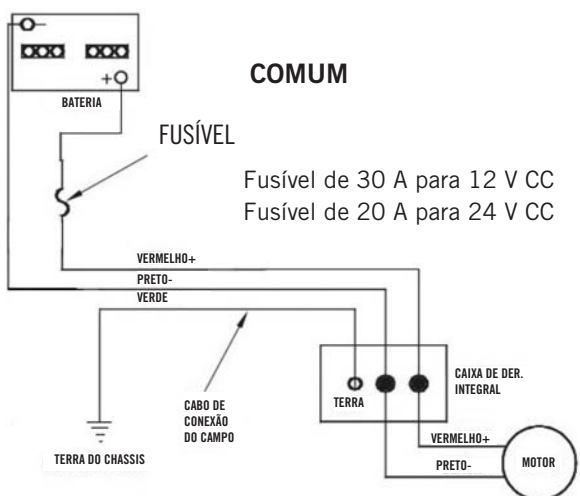 COMUM
+
BATERIA
FUSÍVEL
Fusível de 30 A para 12 V CC
Fusível de 20 A para 24 V CC
VERMELHO+
PRETO-
VERDE
CAIXA DE DER.
INTEGRAL
TERRA
CABO DE
CONEXÃO
DO CAMPO
TERRA DO CHASSIS
VERMELHO+
PRETO-
MOTOR